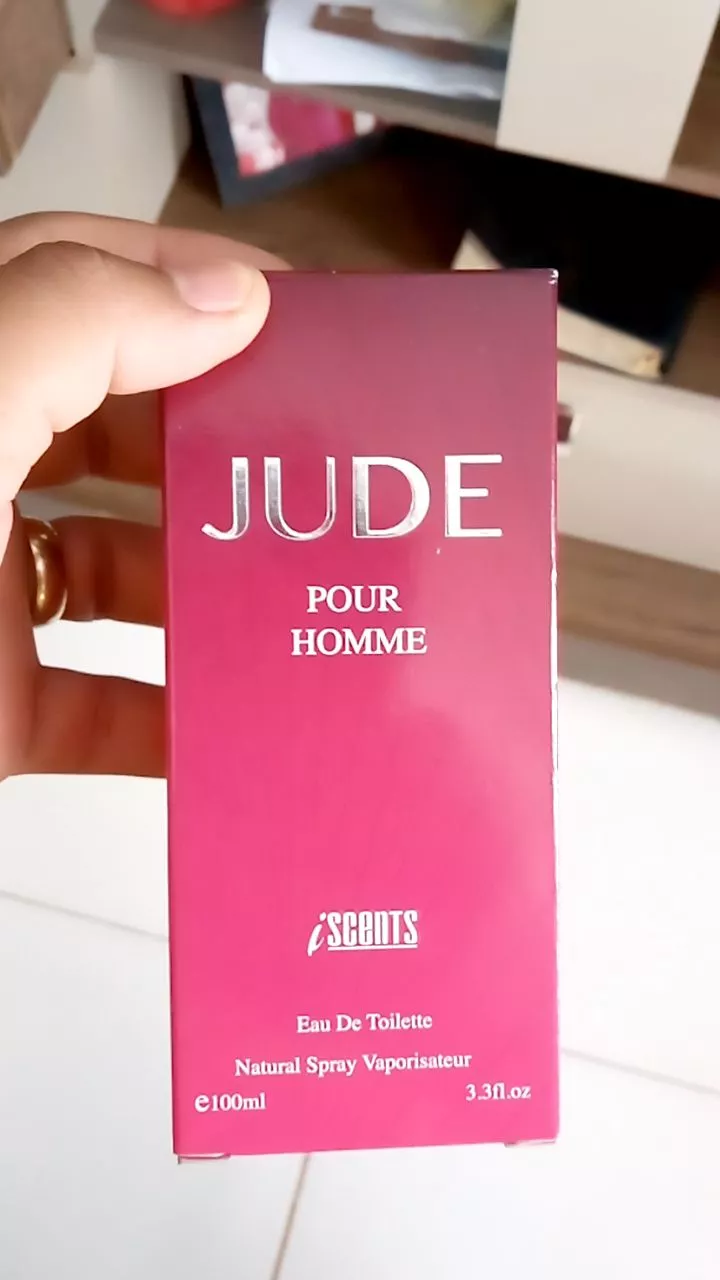 JUDE
POUR
HOMME
iscents
Eau De Toilette
Natural Spray Vaporisateur
℮100ml 3.3fl.oz